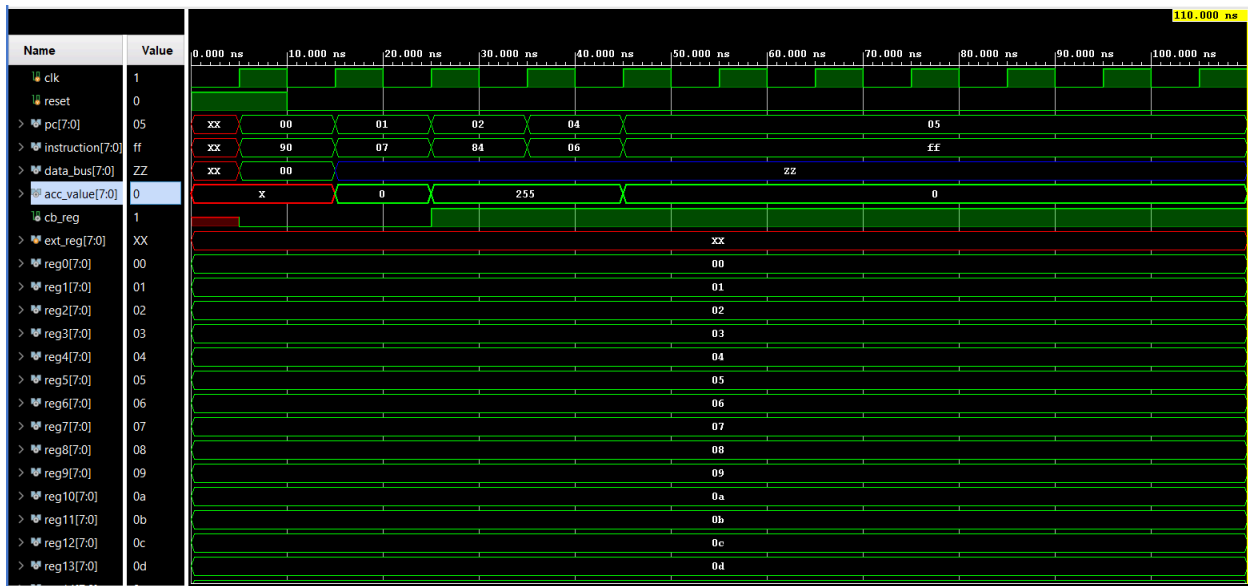 110.000 ns
Name Value 0.000 ns 10.000 ns 20.000 ns 30.000 ns 40.000 ns 50.000 ns 60.000 ns 70.000 ns 80.000 ns 90.000 ns 100.000 ns
clk 1
reset 0
pc[7:0] 05 XX 00 01 02 04 05
instruction[7:0] ff XX 90 07 84 06 ff
data_bus[7:0] ZZ XX 00 ZZ
acc_value[7:0] 0 X 0 255 0
cb_reg 1
ext_reg[7:0] XX XX
reg0[7:0] 00 00
reg1[7:0] 01 01
reg2[7:0] 02 02
reg3[7:0] 03 03
reg4[7:0] 04 04
reg5[7:0] 05 05
reg6[7:0] 06 06
reg7[7:0] 07 07
reg8[7:0] 08 08
reg9[7:0] 09 09
reg10[7:0] 0a 0a
reg11[7:0] 0b 0b
reg12[7:0] 0c 0c
reg13[7:0] 0d 0d